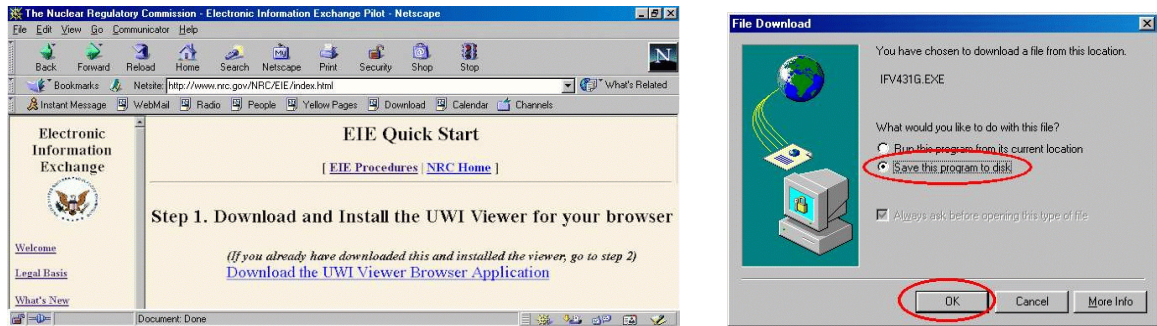 The Nuclear Regulatory Commission - Electronic Information Exchange Pilot - Netscape
File Edit View Go Communicator Help
Back Forward Reload Home Search Netscape Print Security Shop Stop
N
Bookmarks Netsite: http://www.nrc.gov/NRC/EIE/index.html What's Related
Instant Message WebMail Radio People Yellow Pages Download Calendar Channels
Electronic
Information
Exchange
Welcome
Legal Basis
What's New
EIE Quick Start
[ EIE Procedures | NRC Home ]
Step 1. Download and Install the UWI Viewer for your browser
(If you already have downloaded this and installed the viewer, go to step 2)
Download the UWI Viewer Browser Application
Document: Done
File Download
You have chosen to download a file from this location.
IFV431G.EXE
What would you like to do with this file?
Run this program from its current location
Save this program to disk
Always ask before opening this type of file
OK Cancel More Info